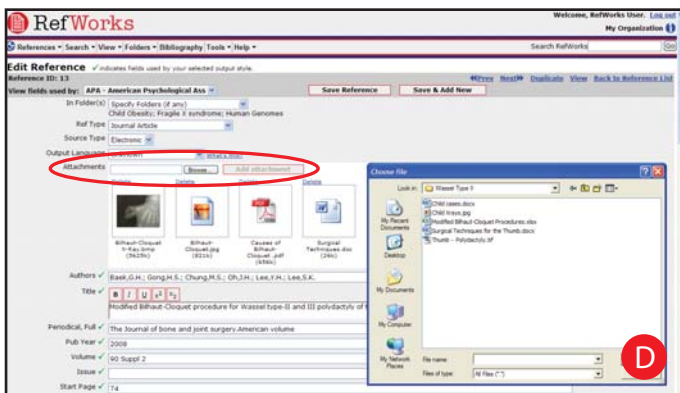 RefWorks
Welcome, RefWorks User. Log out
My Organization
References Search View Folders Bibliography Tools Help
Search RefWorks
Edit Reference ✓ indicates fields used by your selected output style.
Reference ID: 13
Prev Next Duplicate View Back to Reference List
View fields used by: APA - American Psychological Ass
Save Reference
Save & Add New
In Folder(s) Specify Folders (if any)
Child Obesity; Fragile X syndrome; Human Genomes
Ref Type Journal Article
Source Type Electronic
Output Language Unknown
Attachments Browse... Add attachment
Delete
Delete
Delete
Bilhaut-Cloquet
X-Ray.bmp
Bilhaut-
Cloquet.jpg
(821k)
Causes of
Bilhaut-
Cloquet .pdf
(656k)
Surgical
Techniques.doc
(26k)
Authors ✓ Baek,G.H.; Gong,H.S.; Chung,M.S.; Oh,J.H.; Lee,Y.H.; Lee,S.K.
Title ✓
B I U x² x₂
Modified Bilhaut-Cloquet procedure for Wassel type-II and III polydactyly of
Periodical, Full ✓ The Journal of bone and joint surgery.American volume
Pub Year ✓ 2008
Volume ✓ 90 Suppl 2
Issue ✓
Start Page ✓ 74
Choose file
Look in: Wassel Type II
My Recent
Documents
Desktop
My Documents
My Computer
My Network
Places
Child cases.docx
Child Xrays.jpg
Modified Bilhaut-Cloquet Procedures.xlsx
Surgical Techniques for the Thumb.docx
Thumb - Polydactyly.tif
File name:
Files of type: All Files (*.*)
D